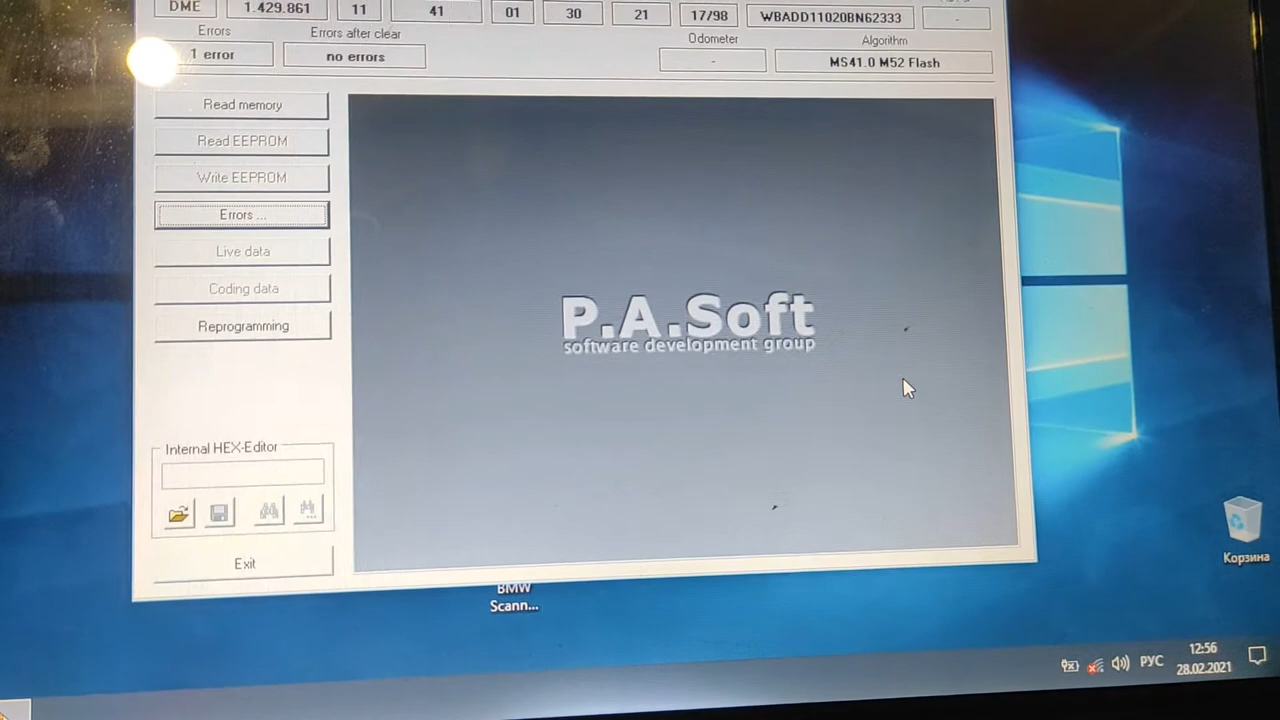 DME 1.429.861 11 41 01 30 21 17/98 WBADD11020BN62333 -
Errors Errors after clear Odometer Algorithm
1 error no errors - MS41.0 M52 Flash
Read memory
Read EEPROM
Write EEPROM
Errors ...
Live data
Coding data
Reprogramming
P.A.Soft
software development group
Internal HEX-Editor
Exit
BMW
Scann...
Корзина
РУС 12:56
28.02.2021